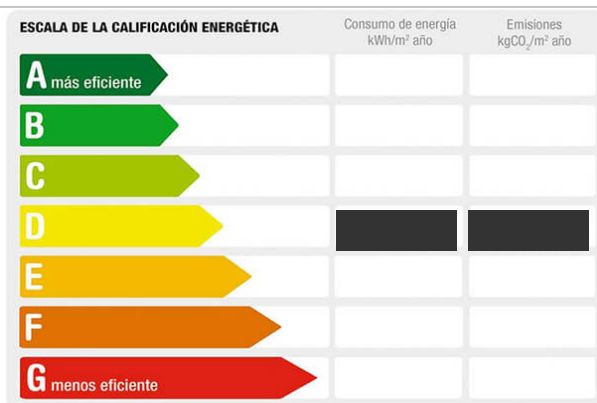 ESCALA DE LA CALIFICACIÓN ENERGÉTICA
Consumo de energía
kWh/m² año
Emisiones
kgCO₂/m² año
A más eficiente
B
C
D
E
F
G menos eficiente